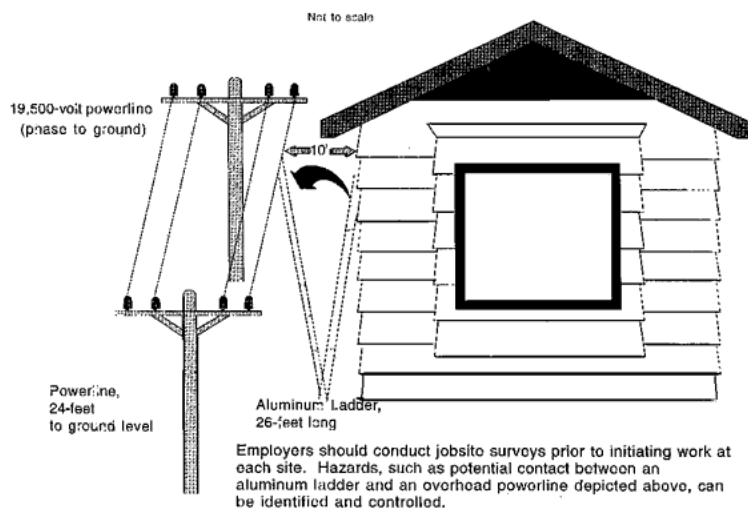 Not to scale
19,500-volt powerline
(phase to ground)
10'
Powerline,
24-feet
to ground level
Aluminum Ladder,
26-feet long
Employers should conduct jobsite surveys prior to initiating work at
each site. Hazards, such as potential contact between an
aluminum ladder and an overhead powerline depicted above, can
be identified and controlled.